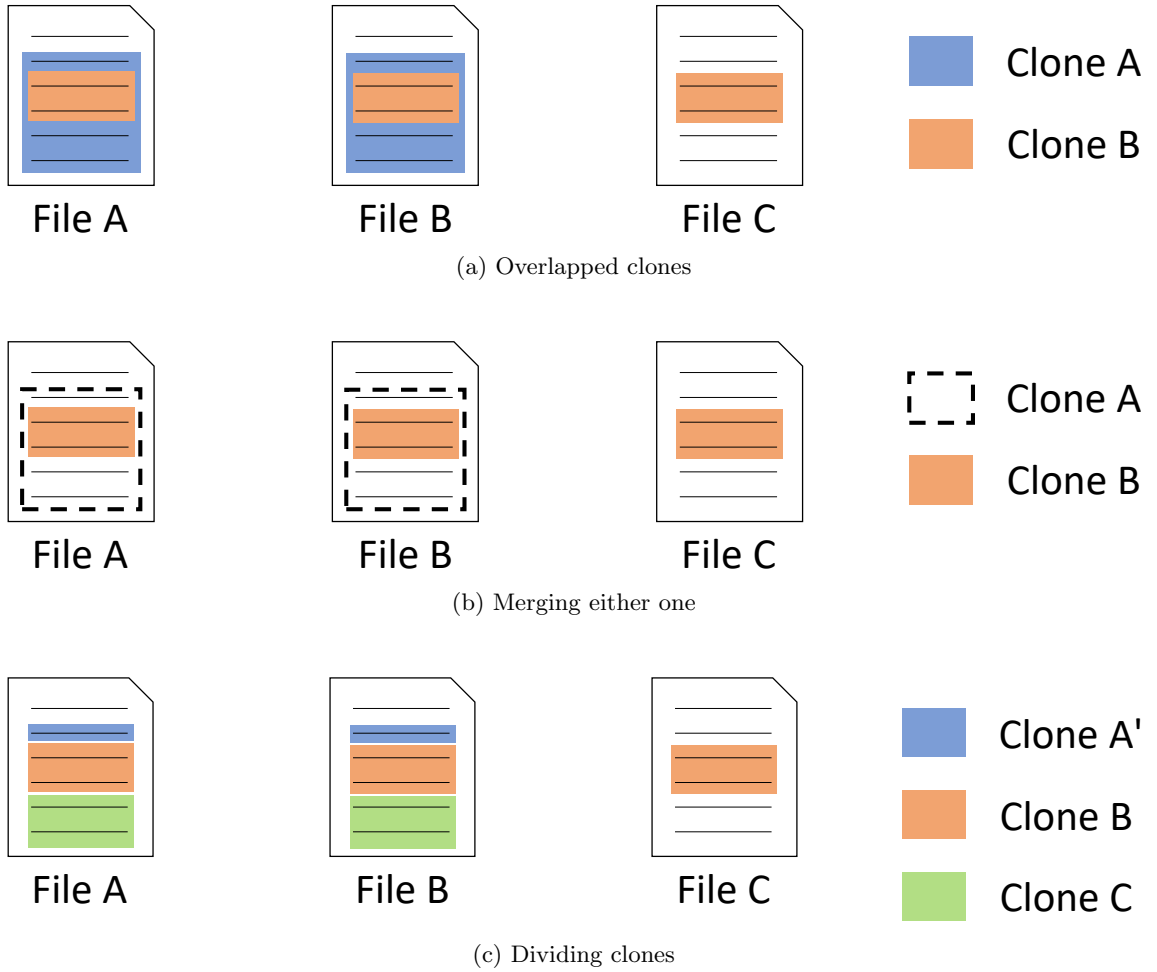 Clone A
Clone B
File A
File B
File C
(a) Overlapped clones
Clone A
Clone B
File A
File B
File C
(b) Merging either one
Clone A'
Clone B
Clone C
File A
File B
File C
(c) Dividing clones